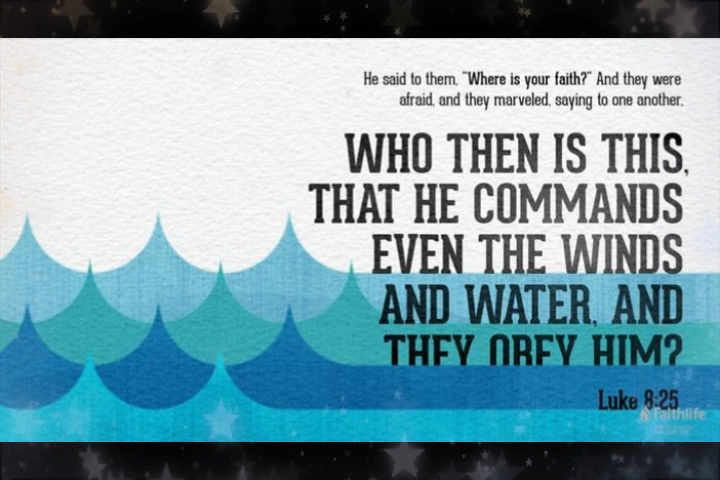 He said to them, "Where is your faith?" And they were
afraid, and they marveled, saying to one another,
WHO THEN IS THIS,
THAT HE COMMANDS
EVEN THE WINDS
AND WATER, AND
THEY OBEY HIM?
Luke 8:25
Faithlife